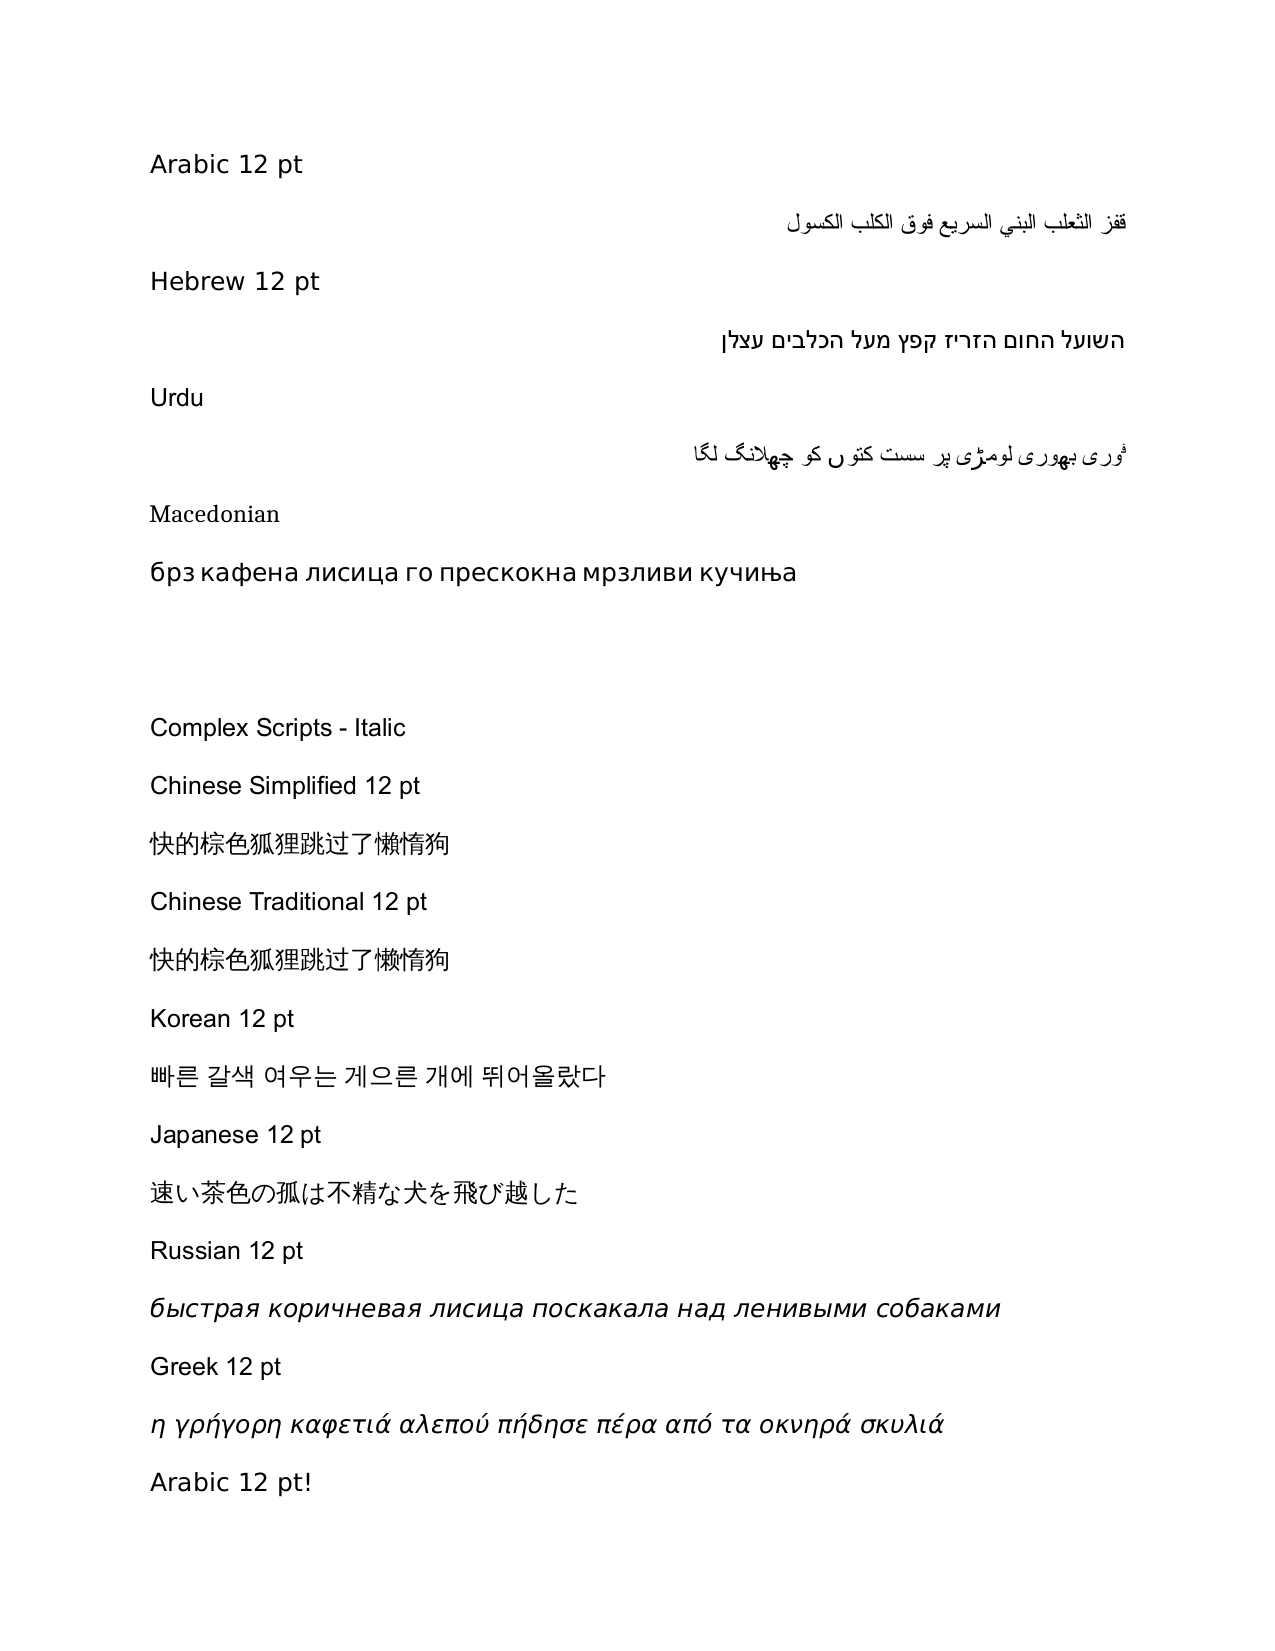 Arabic 12 pt
قفز الثعلب البني السريع فوق الكلب الكسول
Hebrew 12 pt
השועל החום הזריז קפץ מעל הכלבים עצלן
Urdu
فوری بھوری لومڑی پر سست کتوں کو چھلانگ لگا
Macedonian
брз кафена лисица го прескокна мрзливи кучиња
Complex Scripts - Italic
Chinese Simplified 12 pt
快的棕色狐狸跳过了懒惰狗
Chinese Traditional 12 pt
快的棕色狐狸跳过了懒惰狗
Korean 12 pt
빠른 갈색 여우는 게으른 개에 뛰어올랐다
Japanese 12 pt
速い茶色の孤は不精な犬を飛び越した
Russian 12 pt
быстрая коричневая лисица поскакала над ленивыми собаками
Greek 12 pt
η γρήγορη καφετιά αλεπού πήδησε πέρα από τα οκνηρά σκυλιά
Arabic 12 pt!